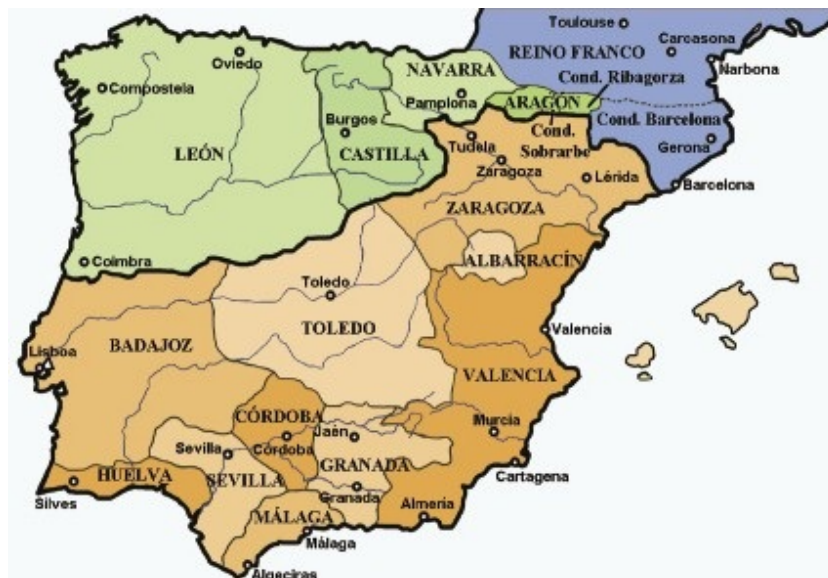 Toulouse
Carcasona
REINO FRANCO
Oviedo
Narbona
NAVARRA
Cond. Ribagorza
Compostela
Pamplona
ARAGÓN
Cond. Barcelona
Burgos
Cond.
Sobrarbe
Tudela
Gerona
LEÓN
CASTILLA
Zaragoza
Lérida
Barcelona
ZARAGOZA
Coimbra
ALBARRACÍN
Toledo
TOLEDO
Valencia
BADAJOZ
Lisboa
VALENCIA
CÓRDOBA
Murcia
Jaén
Sevilla
Córdoba
GRANADA
Cartagena
HUELVA
SEVILLA
Silves
Granada
Almería
MÁLAGA
Málaga
Algeciras